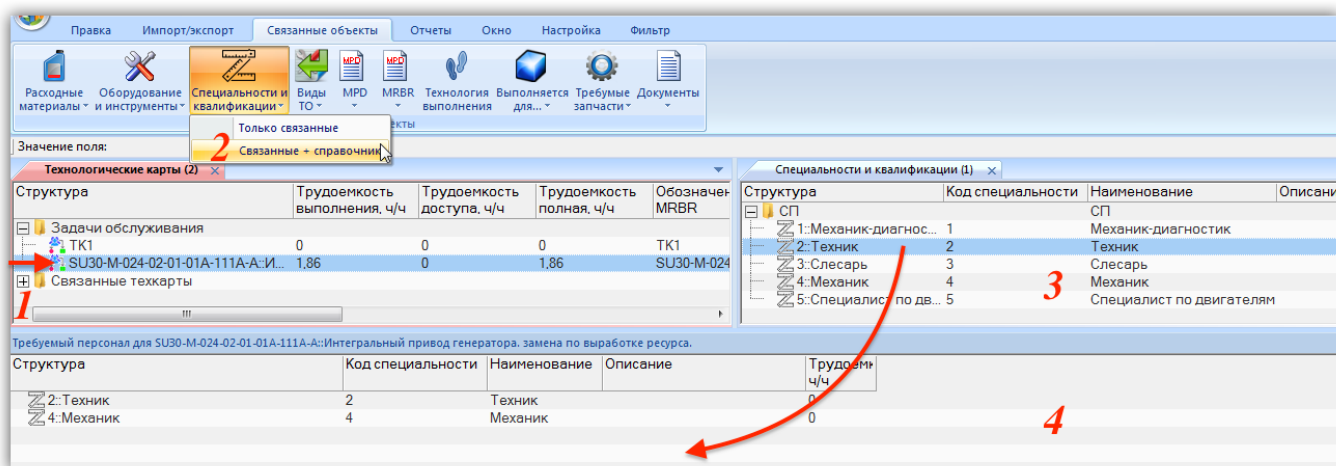 Правка Импорт/экспорт Связанные объекты Отчеты Окно Настройка Фильтр
Расходные материалы Оборудование и инструменты Специальности и квалификации Виды ТО MPD MRBR Технология выполнения Выполняется для... Требуемые запчасти Документы
Только связанные
2 Связанные + справочник
Значение поля:
Технологические карты (2) x
Специальности и квалификации (1) x
Структура Трудоемкость выполнения, ч/ч Трудоемкость доступа, ч/ч Трудоемкость полная, ч/ч Обозначен MRBR
Задачи обслуживания
ТК1 0 0 0 ТК1
SU30-M-024-02-01-01A-111A-A::И... 1,86 0 1,86 SU30-M-024
Связанные техкарты
1
Структура Код специальности Наименование Описани
СП СП
1::Механик-диагнос... 1 Механик-диагностик
2::Техник 2 Техник
3::Слесарь 3 Слесарь
4::Механик 4 Механик
5::Специалист по дв... 5 Специалист по двигателям
3
Требуемый персонал для SU30-M-024-02-01-01A-111A-A::Интегральный привод генератора. замена по выработке ресурса.
Структура Код специальности Наименование Описание Трудоемк ч/ч
2::Техник 2 Техник 0
4::Механик 4 Механик 0
4